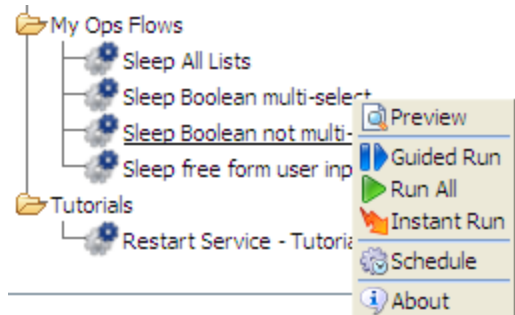 My Ops Flows
Sleep All Lists
Sleep Boolean multi-select
Sleep Boolean not multi-
Sleep free form user inp
Tutorials
Restart Service - Tutoria
Preview
Guided Run
Run All
Instant Run
Schedule
About